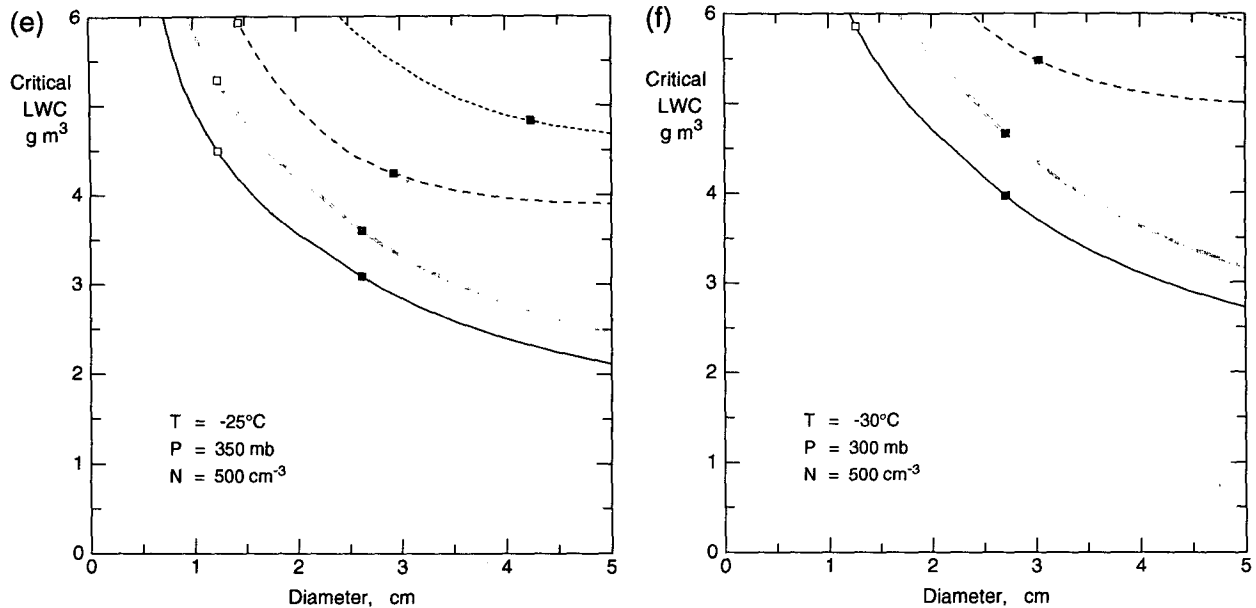 (e)
Critical
LWC
g m³
6
5
4
3
2
1
0
0 1 2 3 4 5
Diameter, cm
T = -25°C
P = 350 mb
N = 500 cm⁻³
(f)
Critical
LWC
g m³
6
5
4
3
2
1
0
0 1 2 3 4 5
Diameter, cm
T = -30°C
P = 300 mb
N = 500 cm⁻³